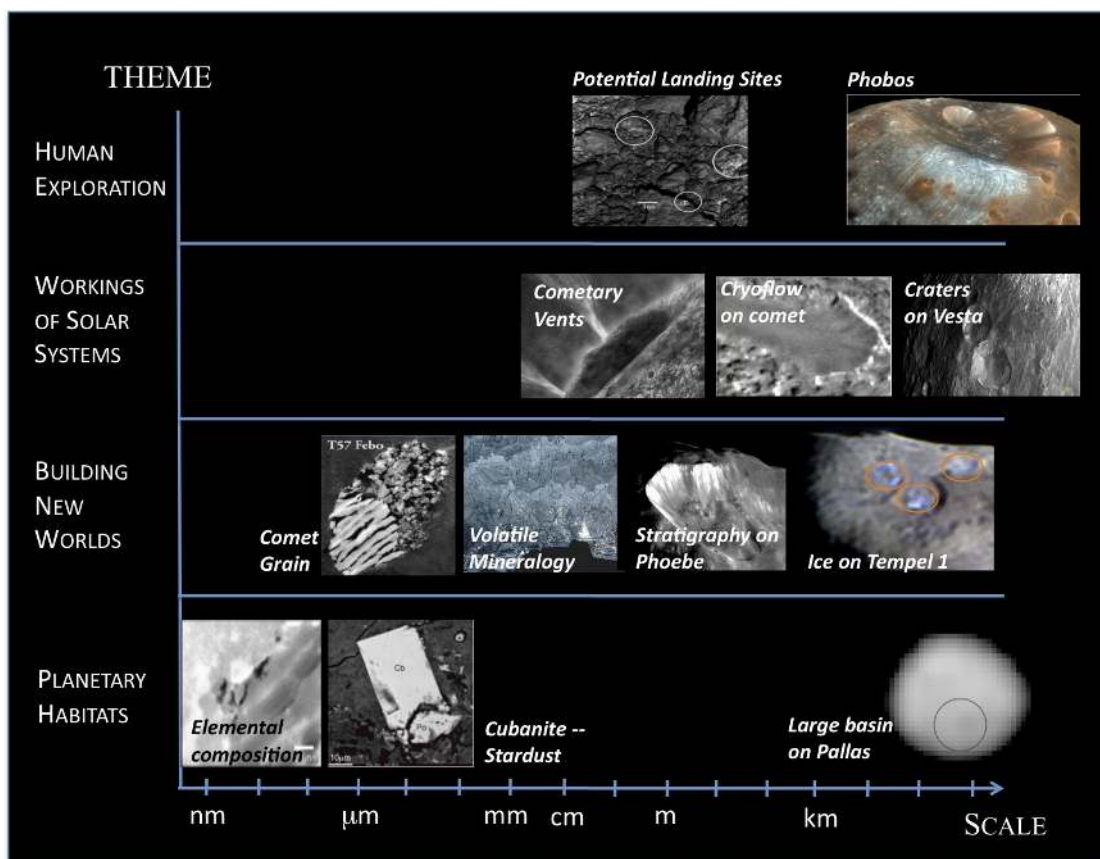 THEME
Potential Landing Sites
Phobos
HUMAN
EXPLORATION
WORKINGS
OF SOLAR
SYSTEMS
Cometary
Vents
Cryoflow
on comet
Craters
on Vesta
BUILDING
NEW
WORLDS
T57 Febo
Comet
Grain
Volatile
Mineralogy
Stratigraphy on
Phoebe
Ice on Tempel 1
PLANETARY
HABITATS
Elemental
composition
Cb
Po
10μm
Cubanite --
Stardust
Large basin
on Pallas
nm
μm
mm
cm
m
km
SCALE